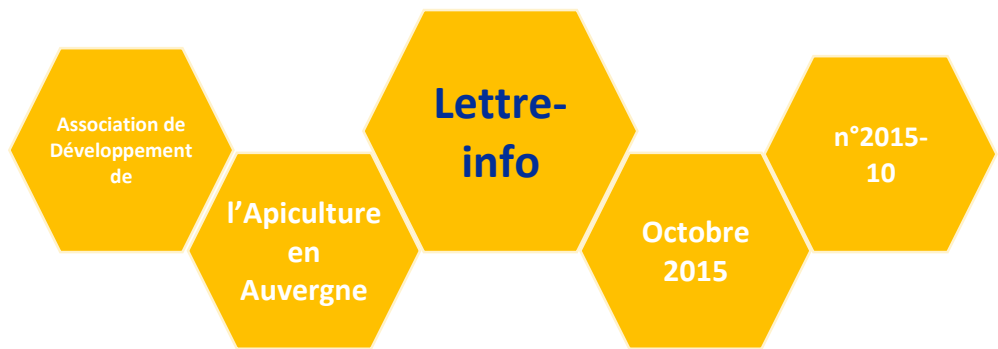 Association de
Développement
de
l'Apiculture
en
Auvergne
Lettre-
info
Octobre
2015
n°2015-
10